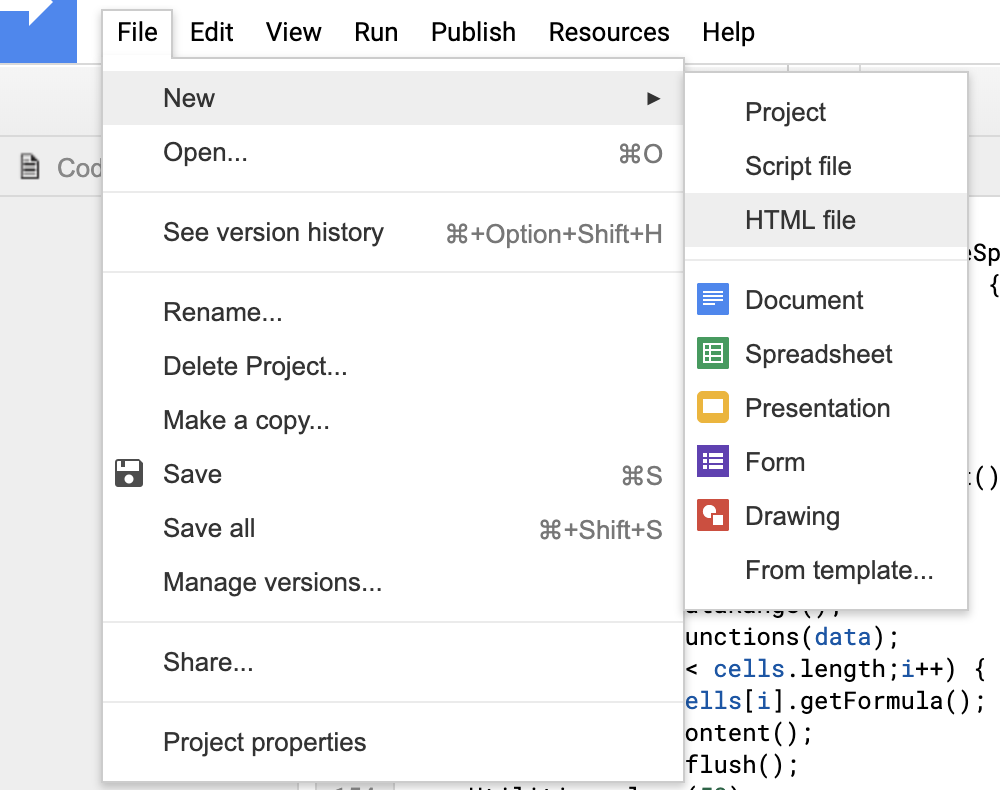 File Edit View Run Publish Resources Help
New ►
Open... ⌘O
See version history ⌘+Option+Shift+H
Rename...
Delete Project...
Make a copy...
Save ⌘S
Save all ⌘+Shift+S
Manage versions...
Share...
Project properties
Project
Script file
HTML file
Document
Spreadsheet
Presentation
Form
Drawing
From template...
Cod
eSp
{
t()
unctions(data);
< cells.length;i++) {
ells[i].getFormula();
ontent();
flush();